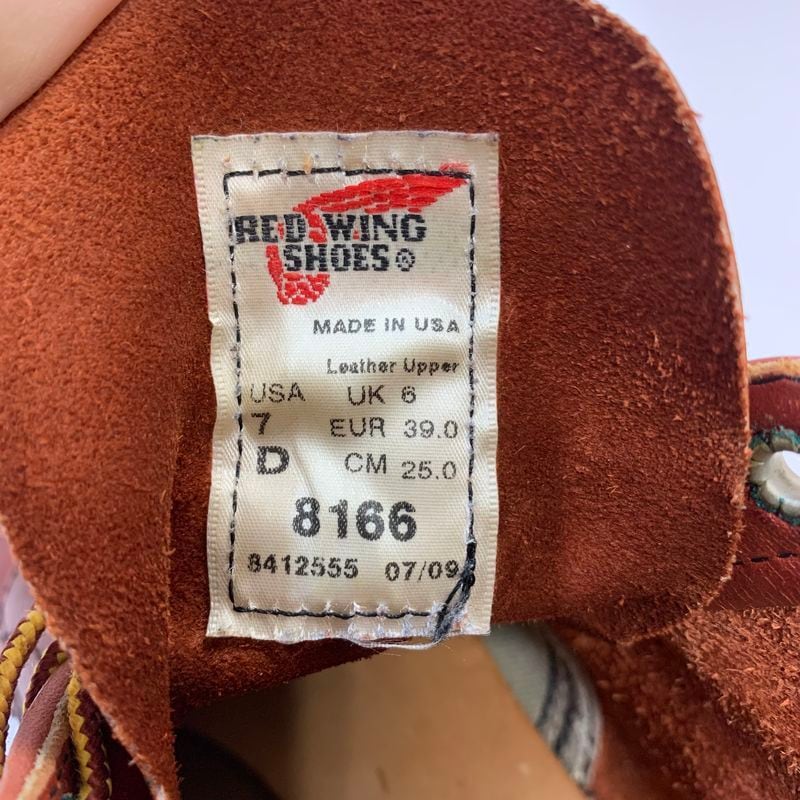 RED WING
SHOES ®
MADE IN USA
Leather Upper
USA UK 6
7 EUR 39.0
D CM 25.0
8166
8412555 07/09